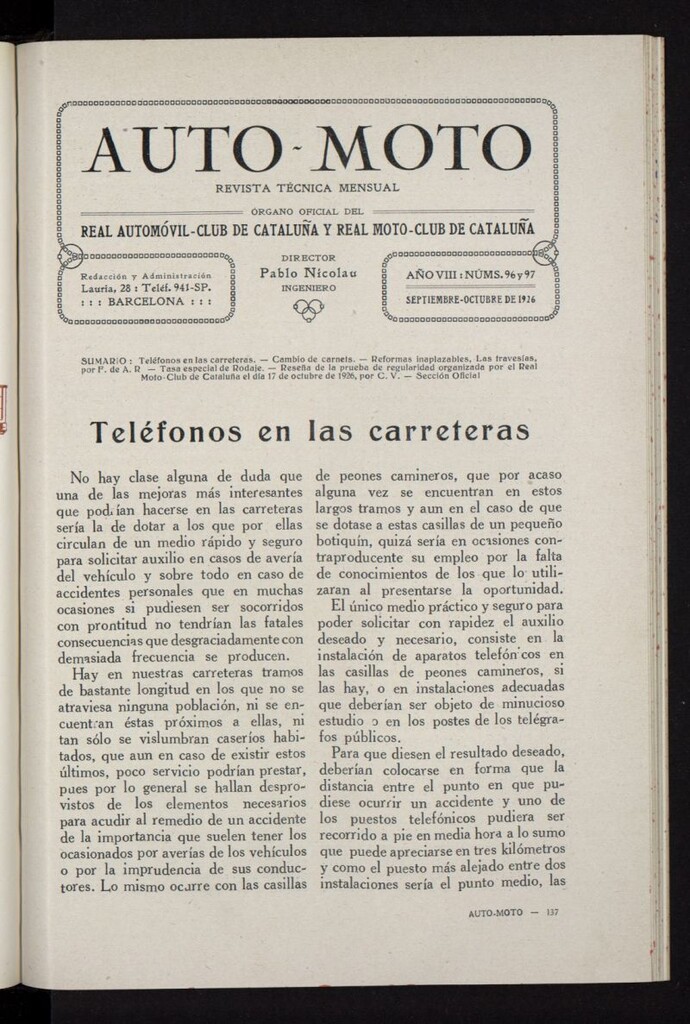 AUTO-MOTO
REVISTA TÉCNICA MENSUAL
ÓRGANO OFICIAL DEL
REAL AUTOMÓVIL-CLUB DE CATALUÑA Y REAL MOTO-CLUB DE CATALUÑA
Redacción y Administración
Lauria, 28 : Teléf. 941-SP.
: : : BARCELONA : : :
DIRECTOR
Pablo Nicolau
INGENIERO
AÑO VIII : NÚMS. 96 y 97
SEPTIEMBRE-OCTUBRE DE 1926
SUMARIO : Teléfonos en las carreteras. — Cambio de carnets. — Reformas inaplazables, Las travesías,
por F. de A. R — Tasa especial de Rodaje. — Reseña de la prueba de regularidad organizada por el Real
Moto-Club de Cataluña el día 17 de octubre de 1926, por C. V. — Sección Oficial
Teléfonos en las carreteras
No hay clase alguna de duda que
una de las mejoras más interesantes
que podrían hacerse en las carreteras
sería la de dotar a los que por ellas
circulan de un medio rápido y seguro
para solicitar auxilio en casos de avería
del vehículo y sobre todo en caso de
accidentes personales que en muchas
ocasiones si pudiesen ser socorridos
con prontitud no tendrían las fatales
consecuencias que desgraciadamente con
demasiada frecuencia se producen.
Hay en nuestras carreteras tramos
de bastante longitud en los que no se
atraviesa ninguna población, ni se en-
cuentran éstas próximos a ellas, ni
tan sólo se vislumbran caseríos habi-
tados, que aun en caso de existir estos
últimos, poco servicio podrían prestar,
pues por lo general se hallan despro-
vistos de los elementos necesarios
para acudir al remedio de un accidente
de la importancia que suelen tener los
ocasionados por averías de los vehículos
o por la imprudencia de sus conduc-
tores. Lo mismo ocurre con las casillas
de peones camineros, que por acaso
alguna vez se encuentran en estos
largos tramos y aun en el caso de que
se dotase a estas casillas de un pequeño
botiquín, quizá sería en ocasiones con-
traproducente su empleo por la falta
de conocimientos de los que lo utili-
zaran al presentarse la oportunidad.
El único medio práctico y seguro para
poder solicitar con rapidez el auxilio
deseado y necesario, consiste en la
instalación de aparatos telefónicos en
las casillas de peones camineros, si
las hay, o en instalaciones adecuadas
que deberían ser objeto de minucioso
estudio o en los postes de los telégra-
fos públicos.
Para que diesen el resultado deseado,
deberían colocarse en forma que la
distancia entre el punto en que pu-
diese ocurrir un accidente y uno de
los puestos telefónicos pudiera ser
recorrido a pie en media hora a lo sumo
que puede apreciarse en tres kilómetros
y como el puesto más alejado entre dos
instalaciones sería el punto medio, las
AUTO-MOTO — 137